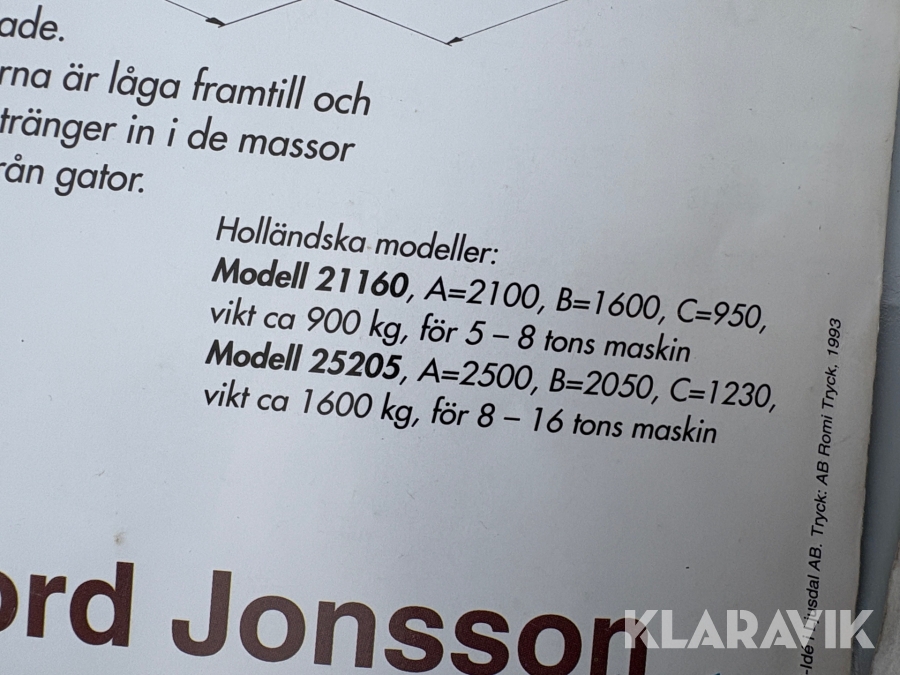 ade.
rna är låga framtill och
tränger in i de massor
rån gator.
Holländska modeller:
Modell 21160, A=2100, B=1600, C=950,
vikt ca 900 kg, för 5 – 8 tons maskin
Modell 25205, A=2500, B=2050, C=1230,
vikt ca 1600 kg, för 8 – 16 tons maskin
ord Jonsson
KLARAVIK
AB. Tryck: AB Romi Tryck, 1993